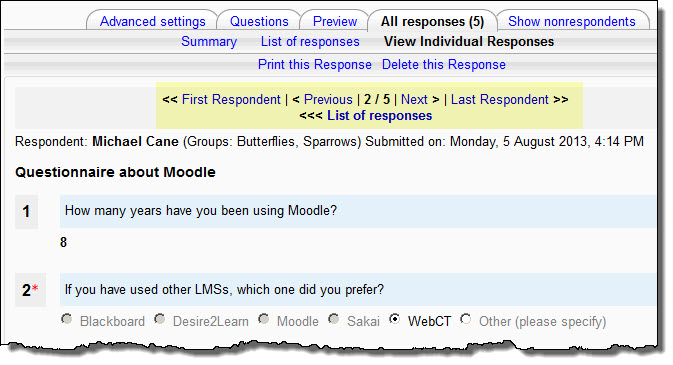 Advanced settings Questions Preview All responses (5) Show nonrespondents
Summary List of responses View Individual Responses
Print this Response Delete this Response
<< First Respondent | < Previous | 2 / 5 | Next > | Last Respondent >>
<<< List of responses
Respondent: Michael Cane (Groups: Butterflies, Sparrows) Submitted on: Monday, 5 August 2013, 4:14 PM
Questionnaire about Moodle
1 How many years have you been using Moodle?
8
2* If you have used other LMSs, which one did you prefer?
Blackboard Desire2Learn Moodle Sakai WebCT Other (please specify)